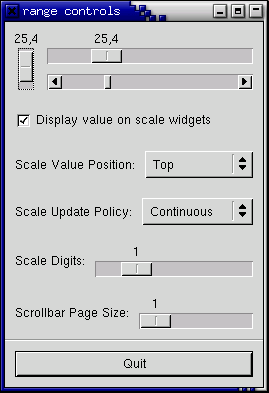 range controls
25,4 25,4
Display value on scale widgets
Scale Value Position: Top
Scale Update Policy: Continuous
1
Scale Digits:
1
Scrollbar Page Size:
Quit